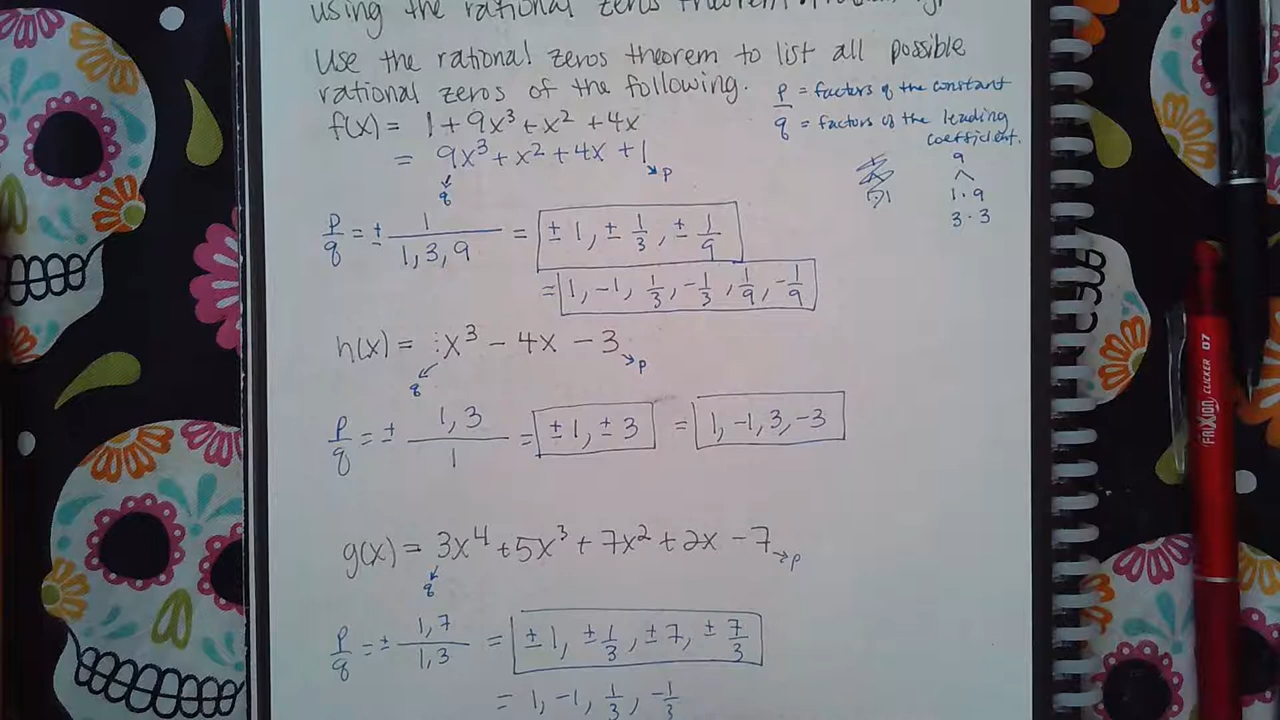 using the rational zeros theorem
Use the rational zeros theorem to list all possible
rational zeros of the following.
p = factors of the constant
q = factors of the leading
coefficient.
f(x) = 1 + 9x³ + x² + 4x
= 9x³ + x² + 4x + 1
q
p
9
1 · 9
3 · 3
p/q = ± 1/1, 3, 9 = ± 1, ± 1/3, ± 1/9
= 1, -1, 1/3, -1/3, 1/9, -1/9
h(x) = x³ - 4x - 3
q
p
p/q = ± 1, 3/1 = ± 1, ± 3 = 1, -1, 3, -3
g(x) = 3x⁴ + 5x³ + 7x² + 2x - 7
q
p
p/q = ± 1, 7/1, 3 = ± 1, ± 1/3, ± 7, ± 7/3
= 1, -1, 1/3, -1/3
FRIXION CLICKER 07